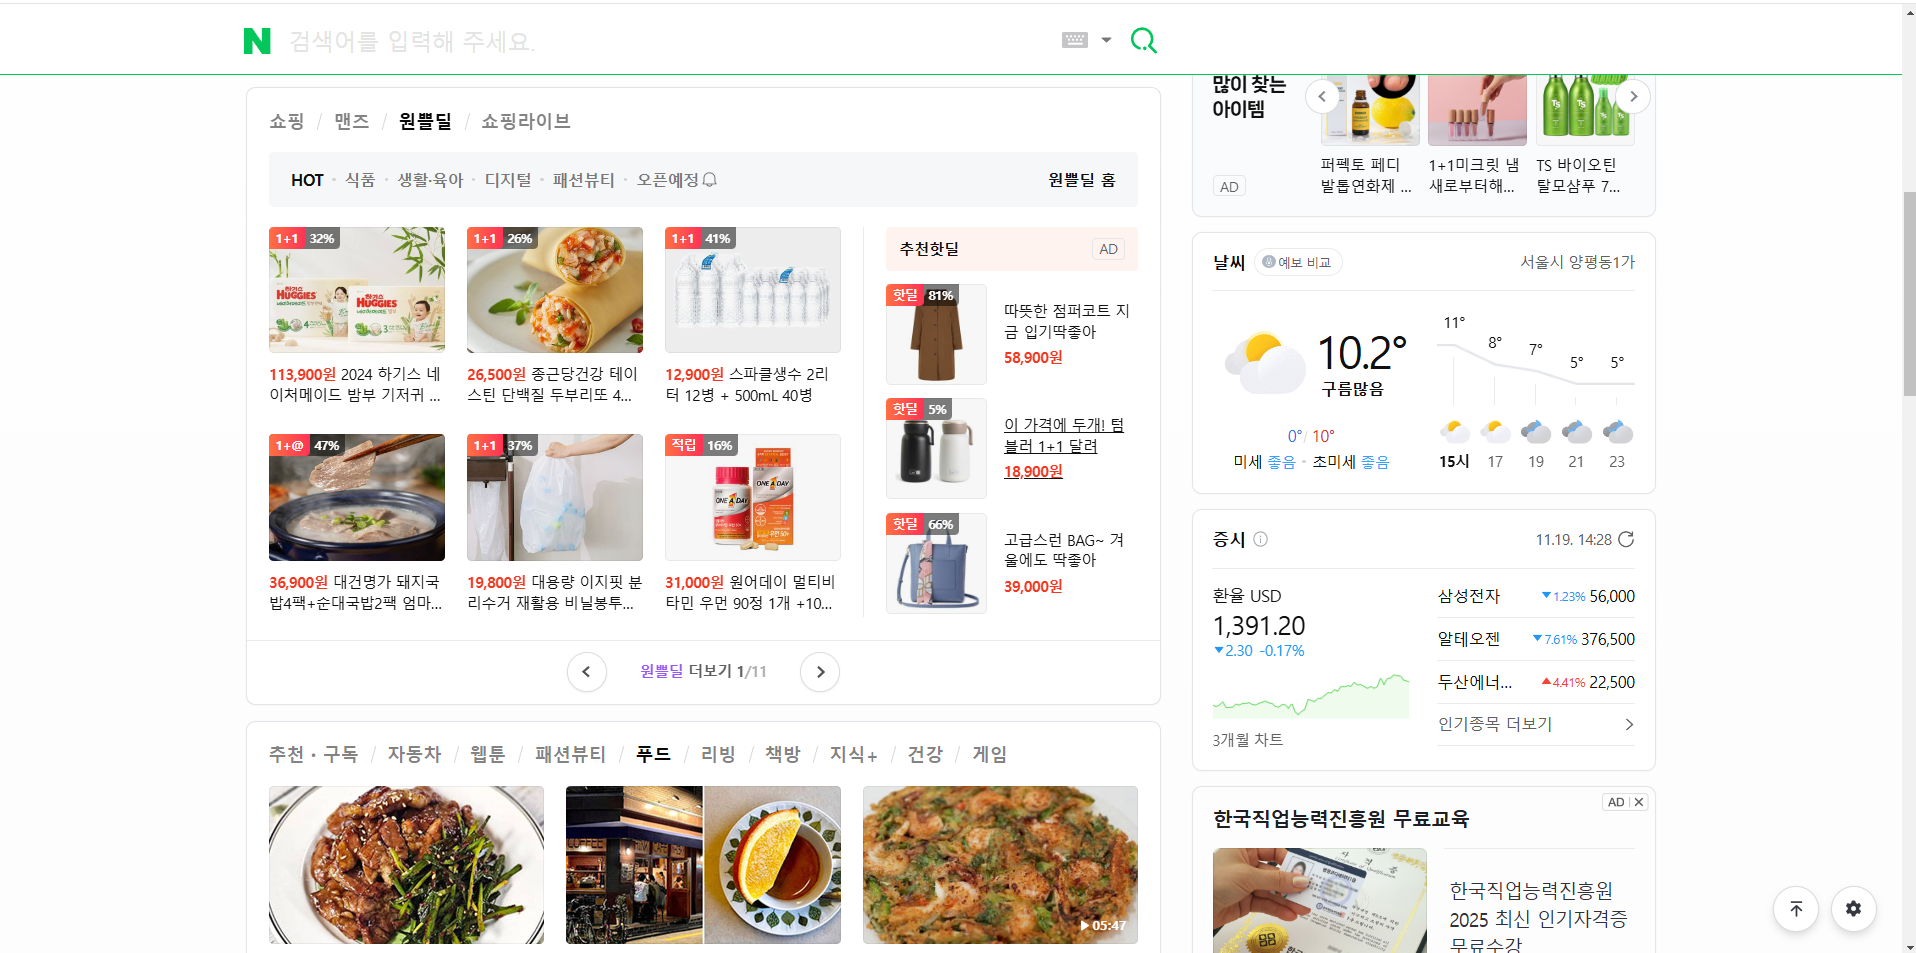 N 검색어를 입력해 주세요.
쇼핑 / 맨즈 / 원쁠딜 / 쇼핑라이브
HOT · 식품 · 생활·육아 · 디지털 · 패션뷰티 · 오픈예정
원쁠딜 홈
1+1 32%
HUGGIES
HUGGIES
113,900원 2024 하기스 네
이처메이드 밤부 기저귀 ...
1+1 26%
26,500원 종근당건강 테이
스틴 단백질 두부리또 4...
1+1 41%
12,900원 스파클생수 2리
터 12병 + 500mL 40병
1+@ 47%
36,900원 대건명가 돼지국
밥4팩+순대국밥2팩 엄마...
1+1 37%
19,800원 대용량 이지핏 분
리수거 재활용 비닐봉투...
적립 16%
ONE A DAY
ONE A DAY
31,000원 원어데이 멀티비
타민 우먼 90정 1개 +10...
추천핫딜
AD
핫딜 81%
따뜻한 점퍼코트 지
금 입기딱좋아
58,900원
핫딜 5%
이 가격에 두개! 텀
블러 1+1 달려
18,900원
핫딜 66%
고급스런 BAG~ 겨
울에도 딱좋아
39,000원
원쁠딜 더보기 1/11
추천·구독 / 자동차 / 웹툰 / 패션뷰티 / 푸드 / 리빙 / 책방 / 지식+ / 건강 / 게임
05:47
많이 찾는
아이템
AD
퍼펙토 페디
발톱연화제 ...
1+1미크릿 냄
새로부터해...
TS
TS 바이오틴
탈모샴푸 7...
날씨
예보 비교
서울시 양평동1가
10.2°
구름많음
0°/ 10°
미세 좋음 · 초미세 좋음
11° 8° 7° 5° 5°
15시 17 19 21 23
증시
11.19. 14:28
환율 USD
1,391.20
▼2.30 -0.17%
3개월 차트
삼성전자 ▼1.23% 56,000
알테오젠 ▼7.61% 376,500
두산에너... ▲4.41% 22,500
인기종목 더보기
AD
한국직업능력진흥원 무료교육
한국직업능력진흥원
2025 최신 인기자격증
무료수강